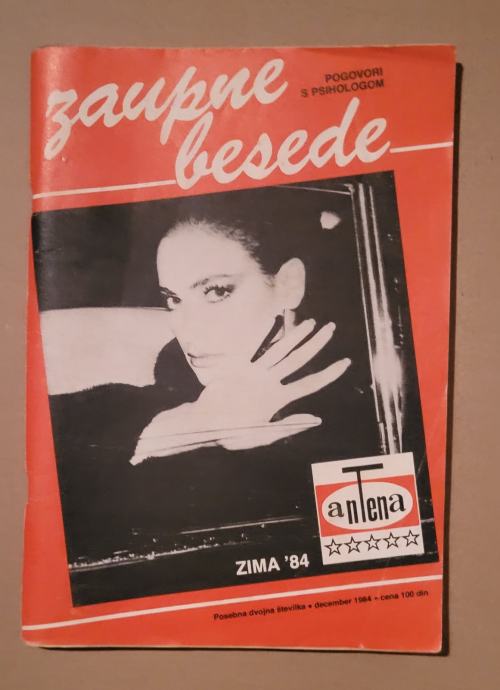 zaupne
besede
POGOVORI
S PSIHOLOGOM
anTena
ZIMA '84
Posebna dvojna številka • december 1984 • cena 100 din